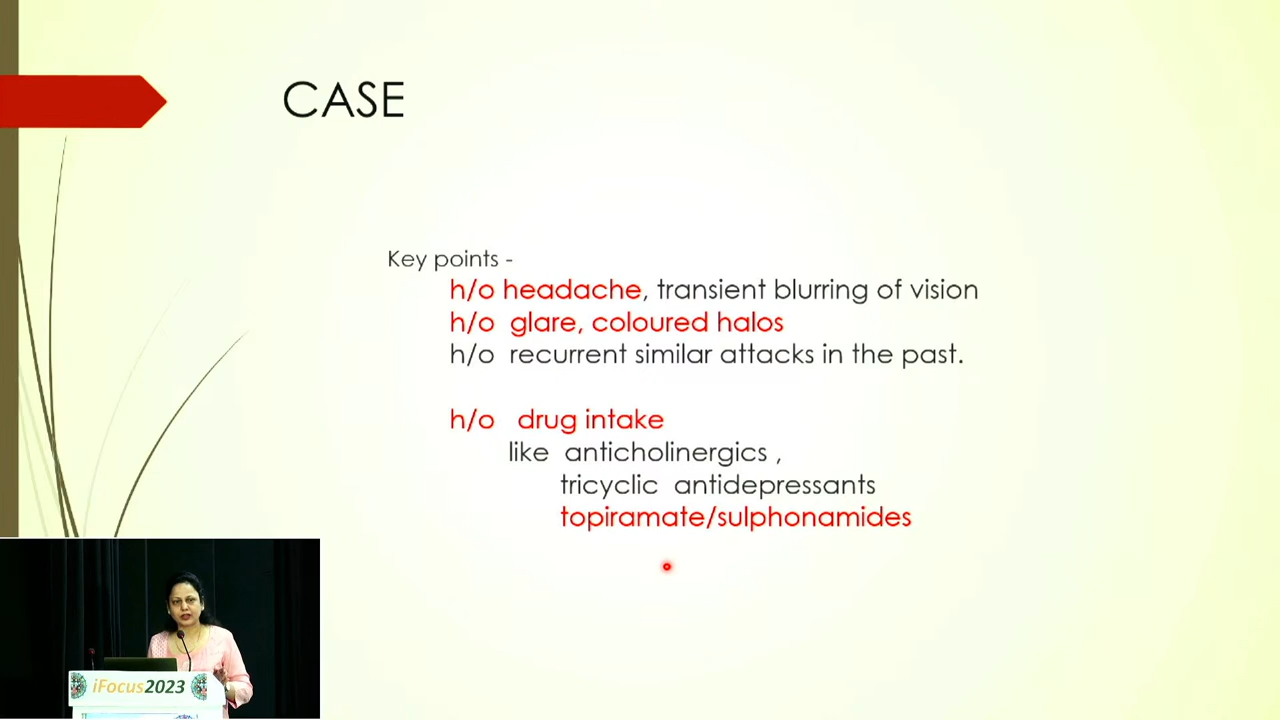 CASE
Key points -
h/o headache, transient blurring of vision
h/o glare, coloured halos
h/o recurrent similar attacks in the past.
h/o drug intake
like anticholinergics ,
tricyclic antidepressants
topiramate/sulphonamides
iFocus2023